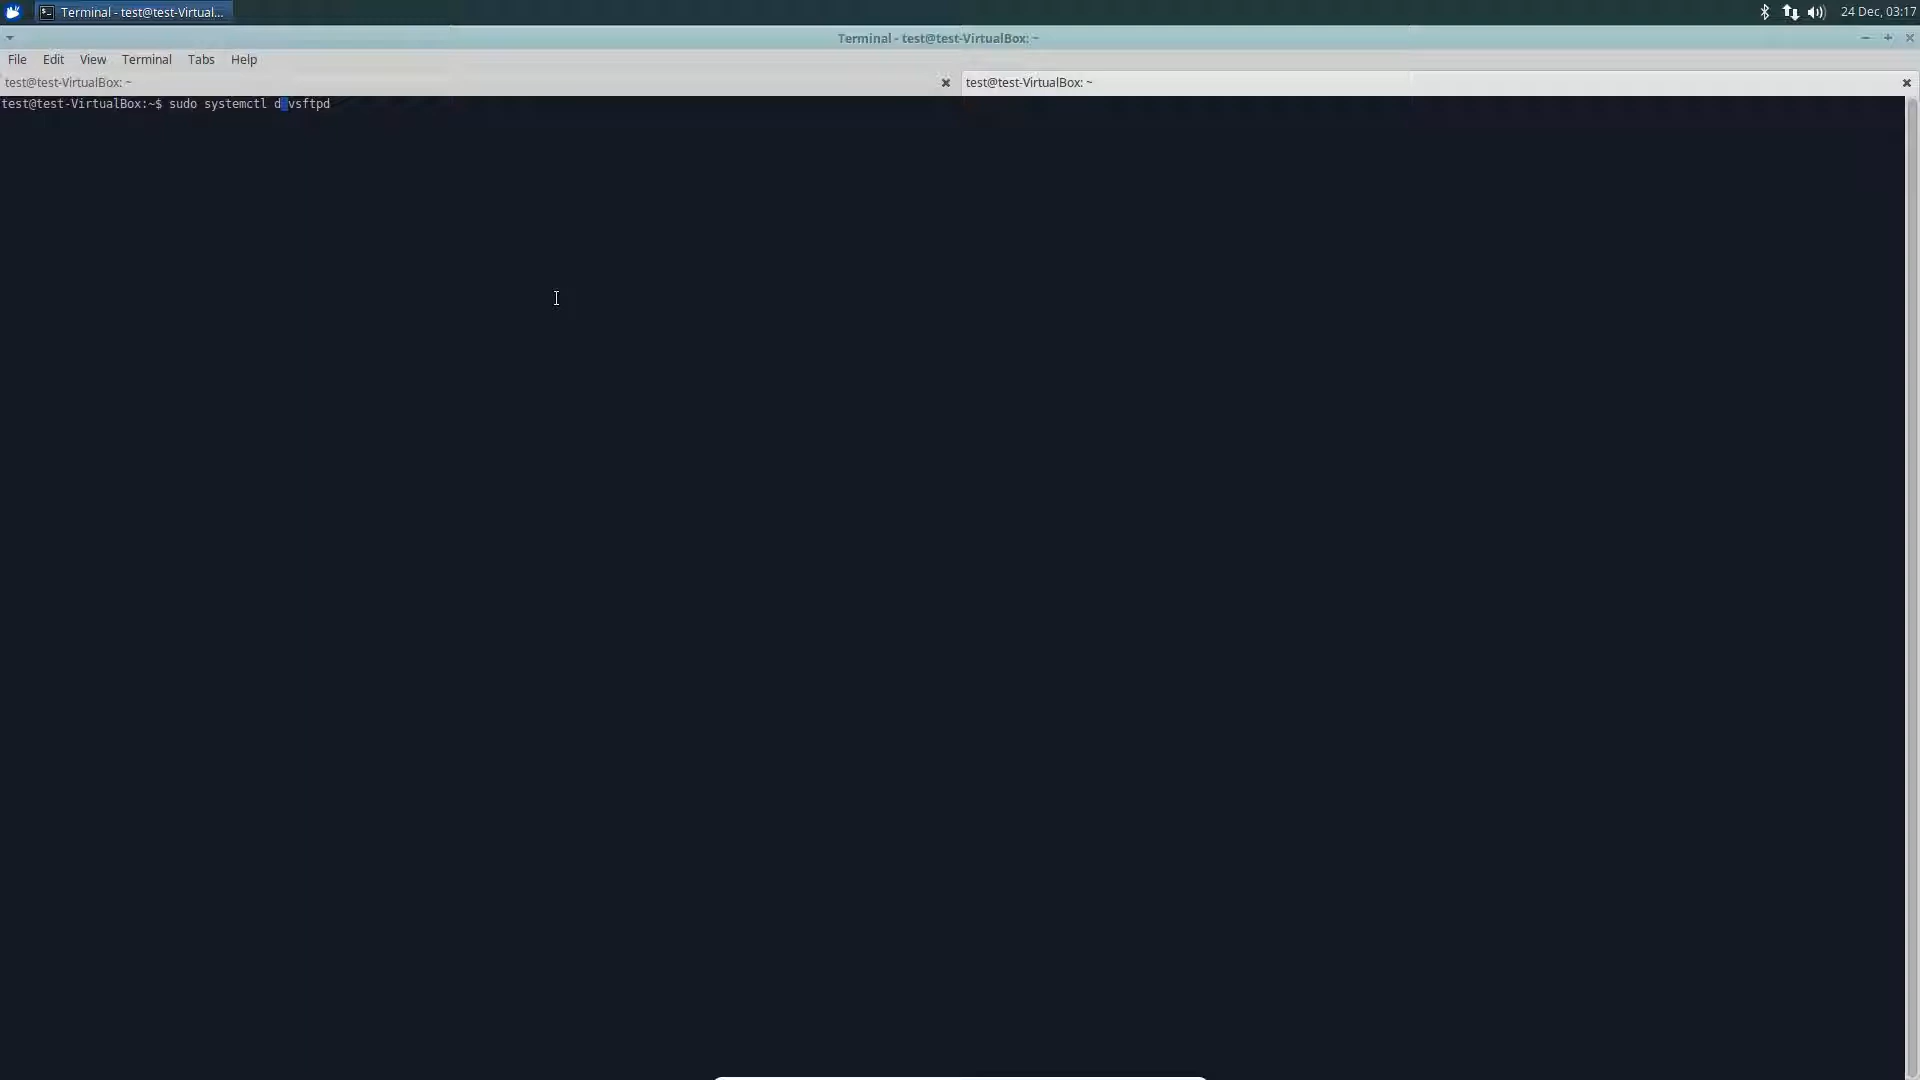 Terminal - test@test-Virtual...
24 Dec, 03:17
Terminal - test@test-VirtualBox: ~
File Edit View Terminal Tabs Help
test@test-VirtualBox: ~
test@test-VirtualBox: ~
test@test-VirtualBox:~$ sudo systemctl d vsftpd